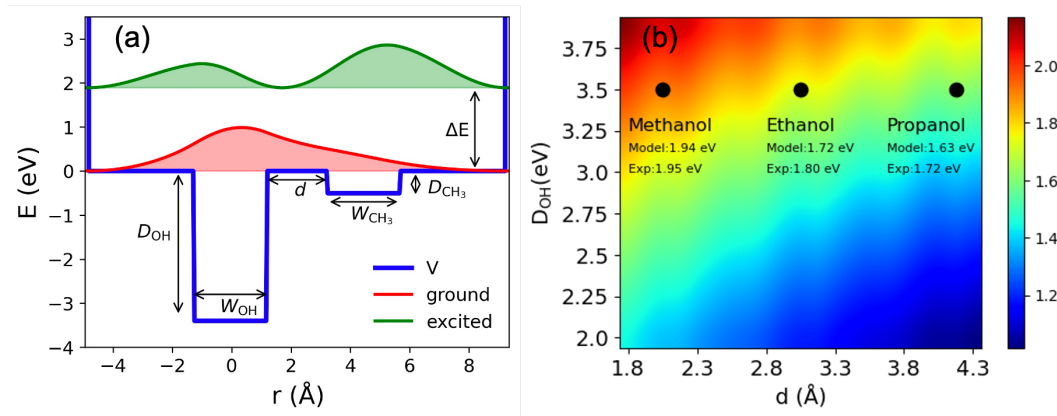 (a)
3
2
1
0
−1
−2
−3
−4
E (eV)
ΔE
D_OH
d
D_CH₃
W_CH₃
W_OH
V
ground
excited
−4 −2 0 2 4 6 8
r (Å)
(b)
3.75
3.5
3.25
3.0
2.75
2.5
2.25
2.0
D_OH(eV)
Methanol
Model:1.94 eV
Exp:1.95 eV
Ethanol
Model:1.72 eV
Exp:1.80 eV
Propanol
Model:1.63 eV
Exp:1.72 eV
1.8 2.3 2.8 3.3 3.8 4.3
d (Å)
2.0
1.8
1.6
1.4
1.2